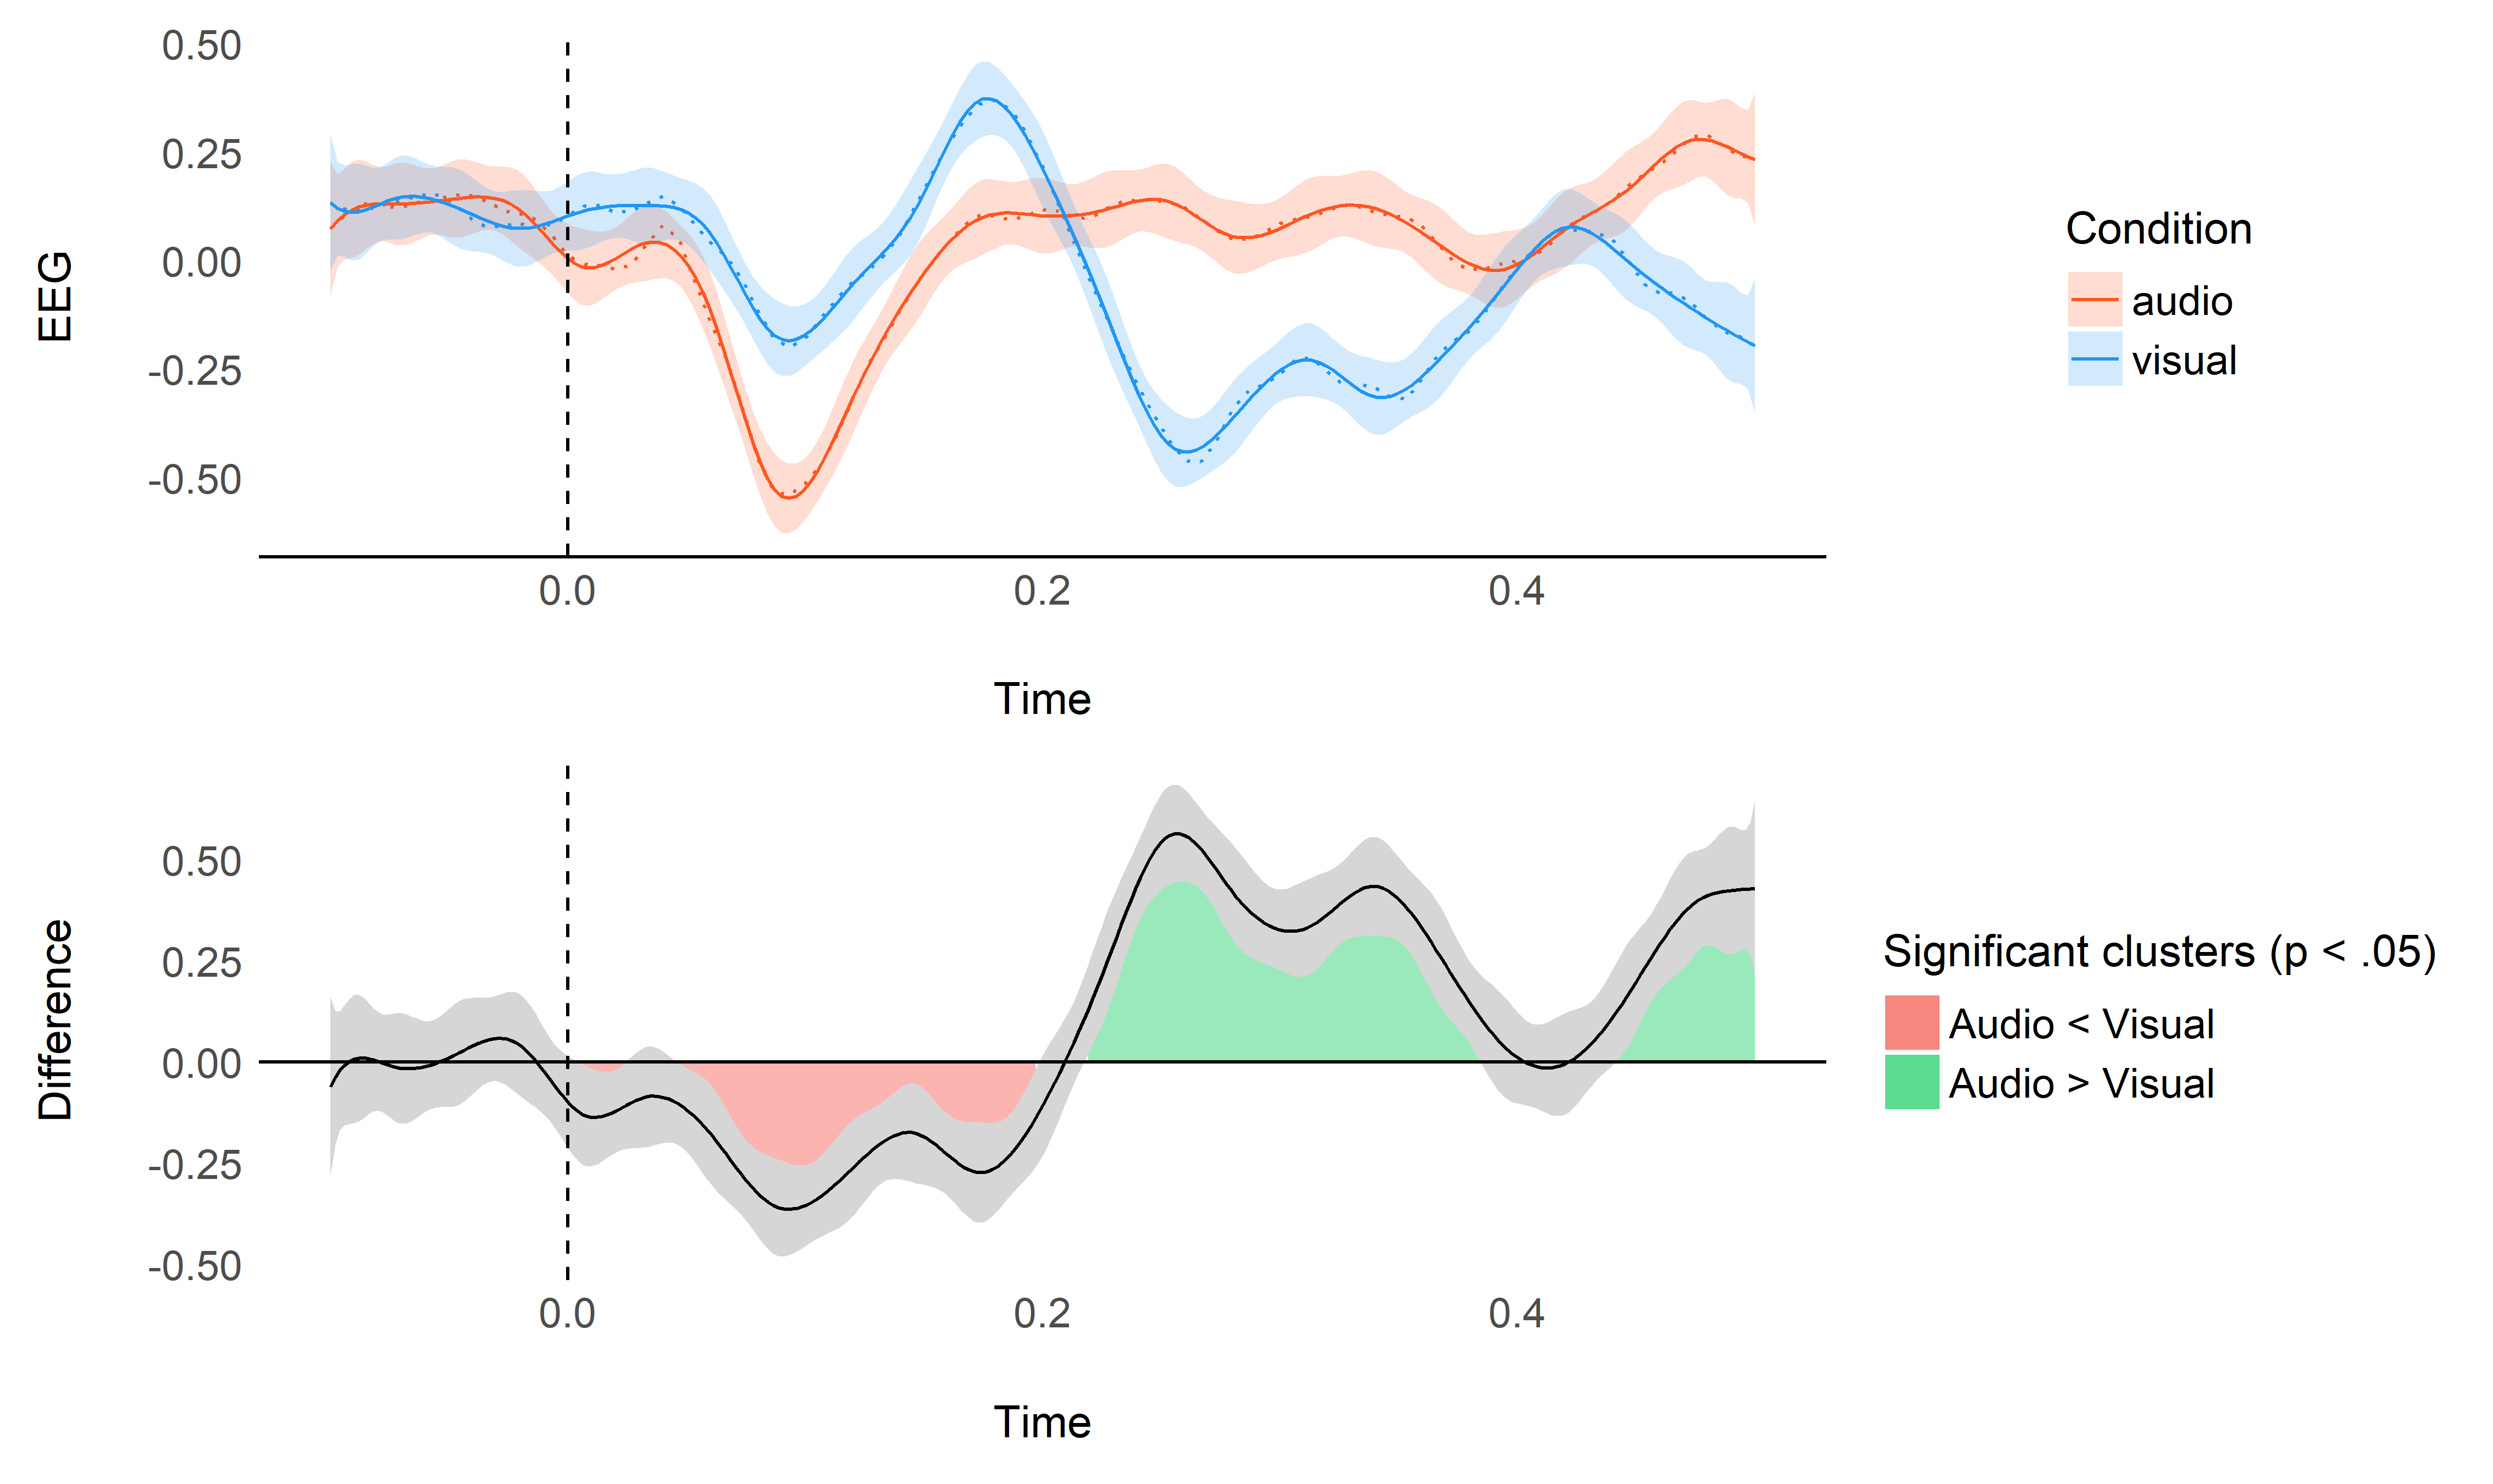 EEG
0.50
0.25
0.00
-0.25
-0.50
0.0 0.2 0.4
Time
Condition
audio
visual
Difference
0.50
0.25
0.00
-0.25
-0.50
0.0 0.2 0.4
Time
Significant clusters (p < .05)
Audio < Visual
Audio > Visual